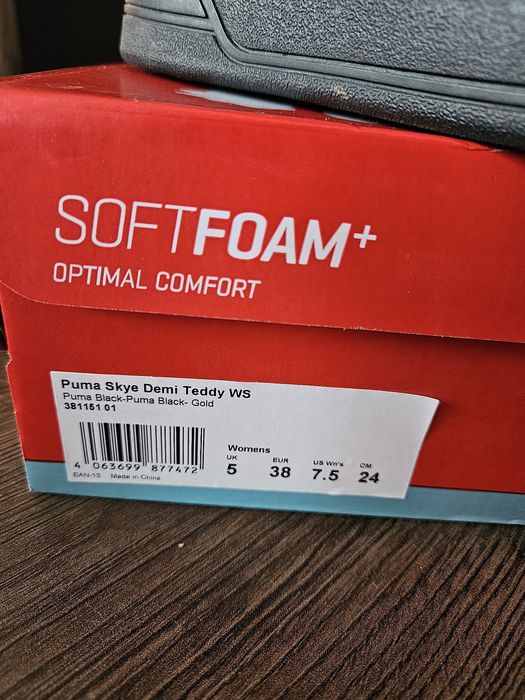 SOFTFOAM+
OPTIMAL COMFORT
Puma Skye Demi Teddy WS
Puma Black-Puma Black- Gold
381151 01
4 063699 877472
EAN-13 Made in China
Womens
UK EUR US Wn's CM
5 38 7.5 24